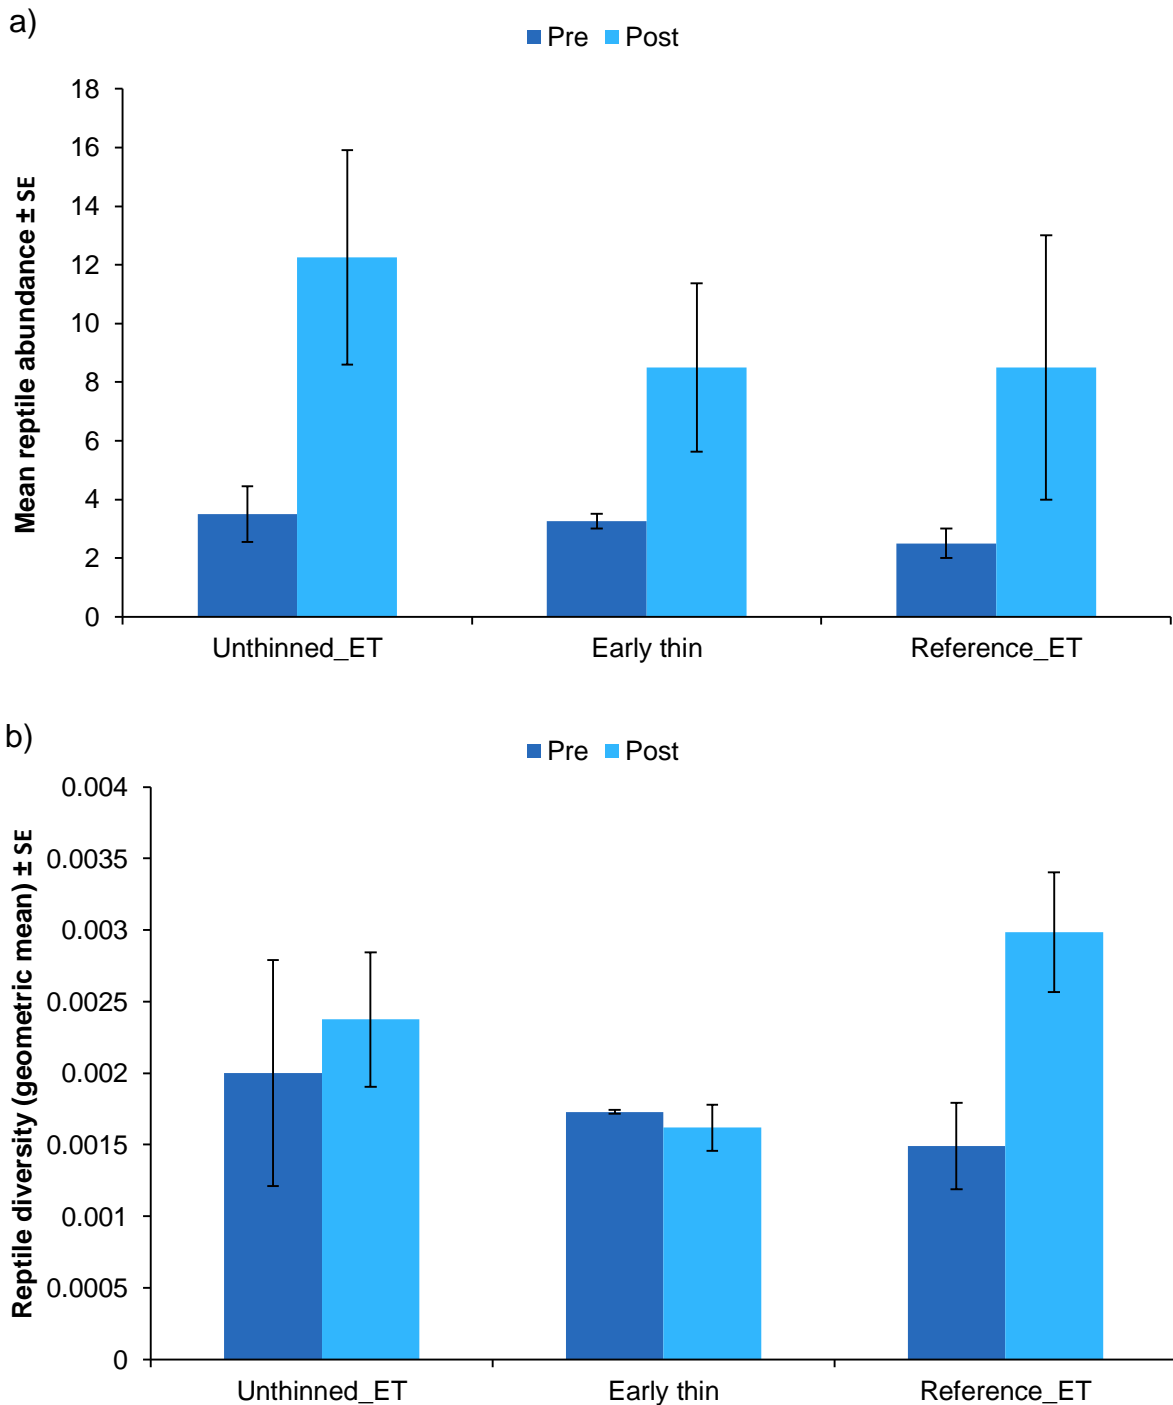 a)
Pre Post
Mean reptile abundance ± SE
18
16
14
12
10
8
6
4
2
0
Unthinned_ET Early thin Reference_ET
b)
Pre Post
Reptile diversity (geometric mean) ± SE
0.004
0.0035
0.003
0.0025
0.002
0.0015
0.001
0.0005
0
Unthinned_ET Early thin Reference_ET